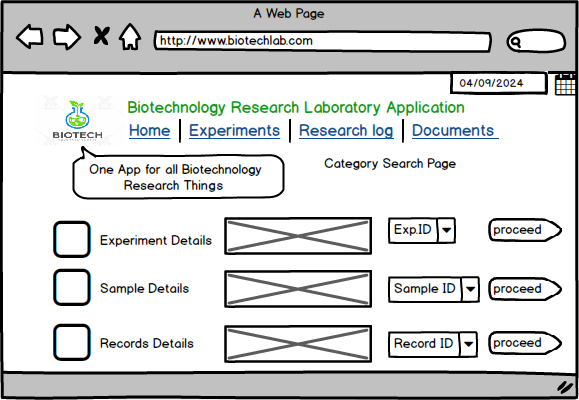 A Web Page
http://www.biotechlab.com
04/09/2024
Biotechnology Research Laboratory Application
BIOTECH
Home Experiments Research log Documents
One App for all Biotechnology
Research Things
Category Search Page
Experiment Details Exp.ID proceed
Sample Details Sample ID proceed
Records Details Record ID proceed